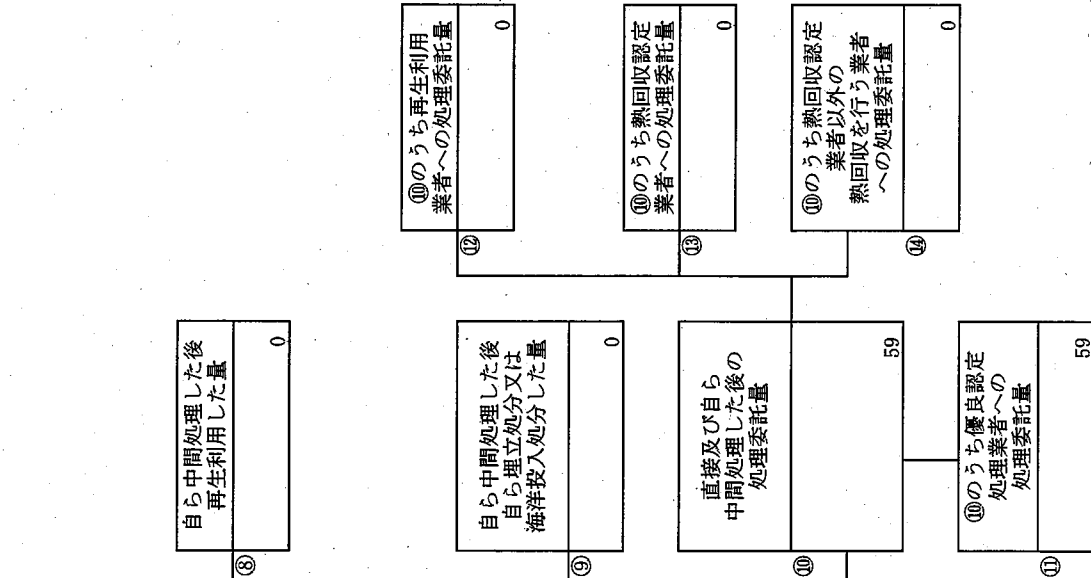 ⑧
自ら中間処理した後
再生利用した量
0
⑨
自ら中間処理した後
自ら埋立処分又は
海洋投入処分した量
0
⑩
直接及び自ら
中間処理した後の
処理委託量
59
⑪
⑩のうち優良認定
処理業者への
処理委託量
59
⑫
⑩のうち再生利用
業者への処理委託量
0
⑬
⑩のうち熱回収認定
業者への処理委託量
0
⑭
⑩のうち熱回収認定
業者以外の
熱回収を行う業者
への処理委託量
0